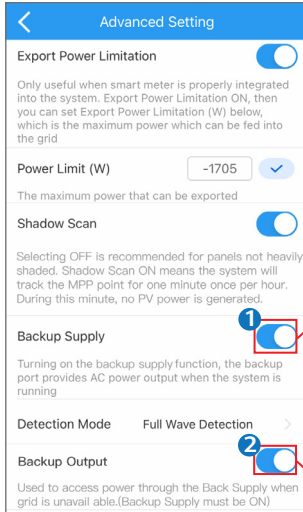 Advanced Setting
Export Power Limitation
Only useful when smart meter is properly integrated
into the system. Export Power Limitation ON, then
you can set Export Power Limitation (W) below,
which is the maximum power which can be fed into
the grid
Power Limit (W) -1705
The maximum power that can be exported
Shadow Scan
Selecting OFF is recommended for panels not heavily
shaded. Shadow Scan ON means the system will
track the MPP point for one minute once per hour.
During this minute, no PV power is generated.
1
Backup Supply
Turning on the backup supply function, the backup
port provides AC power output when the system is
running
Detection Mode Full Wave Detection
2
Backup Output
Used to access power through the Back Supply when
grid is unavail able.(Backup Supply must be ON)